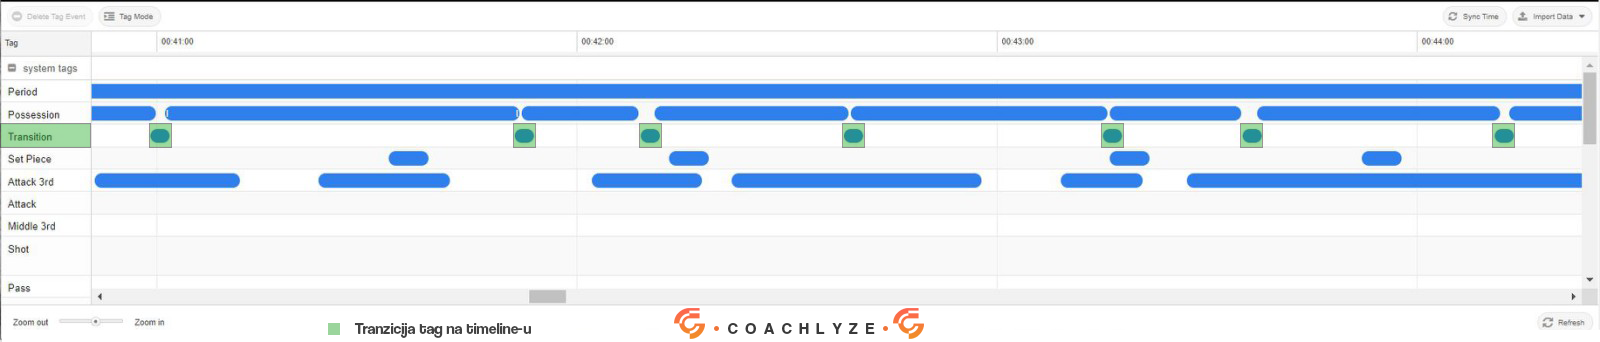 Delete Tag Event Tag Mode Sync Time Import Data
Tag 00:41:00 00:42:00 00:43:00 00:44:00
system tags
Period
Possession
Transition
Set Piece
Attack 3rd
Attack
Middle 3rd
Shot
Pass
Zoom out Zoom in Refresh
Tranzicija tag na timeline-u • COACHLYZE •